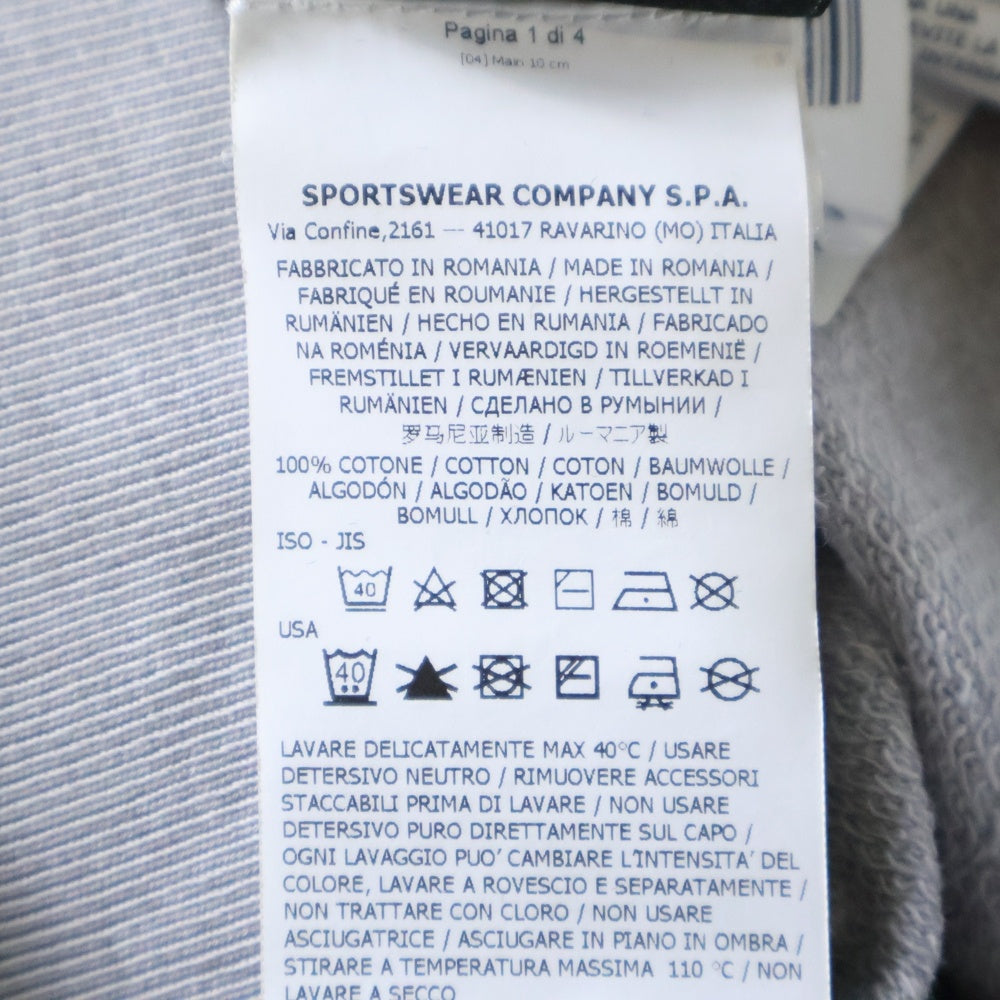 Pagina 1 di 4
[04] Main 10 cm
SPORTSWEAR COMPANY S.P.A.
Via Confine,2161 --- 41017 RAVARINO (MO) ITALIA
FABBRICATO IN ROMANIA / MADE IN ROMANIA /
FABRIQUÉ EN ROUMANIE / HERGESTELLT IN
RUMÄNIEN / HECHO EN RUMANIA / FABRICADO
NA ROMÉNIA / VERVAARDIGD IN ROEMENIË /
FREMSTILLET I RUMÆNIEN / TILLVERKAD I
RUMÄNIEN / СДЕЛАНО В РУМЫНИИ /
罗马尼亚制造 / ルーマニア製
100% COTONE / COTTON / COTON / BAUMWOLLE /
ALGODÓN / ALGODÃO / KATOEN / BOMULD /
BOMULL / ХЛОПОК / 棉 / 綿
ISO - JIS
40
USA
40
LAVARE DELICATAMENTE MAX 40°C / USARE
DETERSIVO NEUTRO / RIMUOVERE ACCESSORI
STACCABILI PRIMA DI LAVARE / NON USARE
DETERSIVO PURO DIRETTAMENTE SUL CAPO /
OGNI LAVAGGIO PUO' CAMBIARE L'INTENSITA' DEL
COLORE, LAVARE A ROVESCIO E SEPARATAMENTE /
NON TRATTARE CON CLORO / NON USARE
ASCIUGATRICE / ASCIUGARE IN PIANO IN OMBRA /
STIRARE A TEMPERATURA MASSIMA 110 °C / NON
LAVARE A SECCO